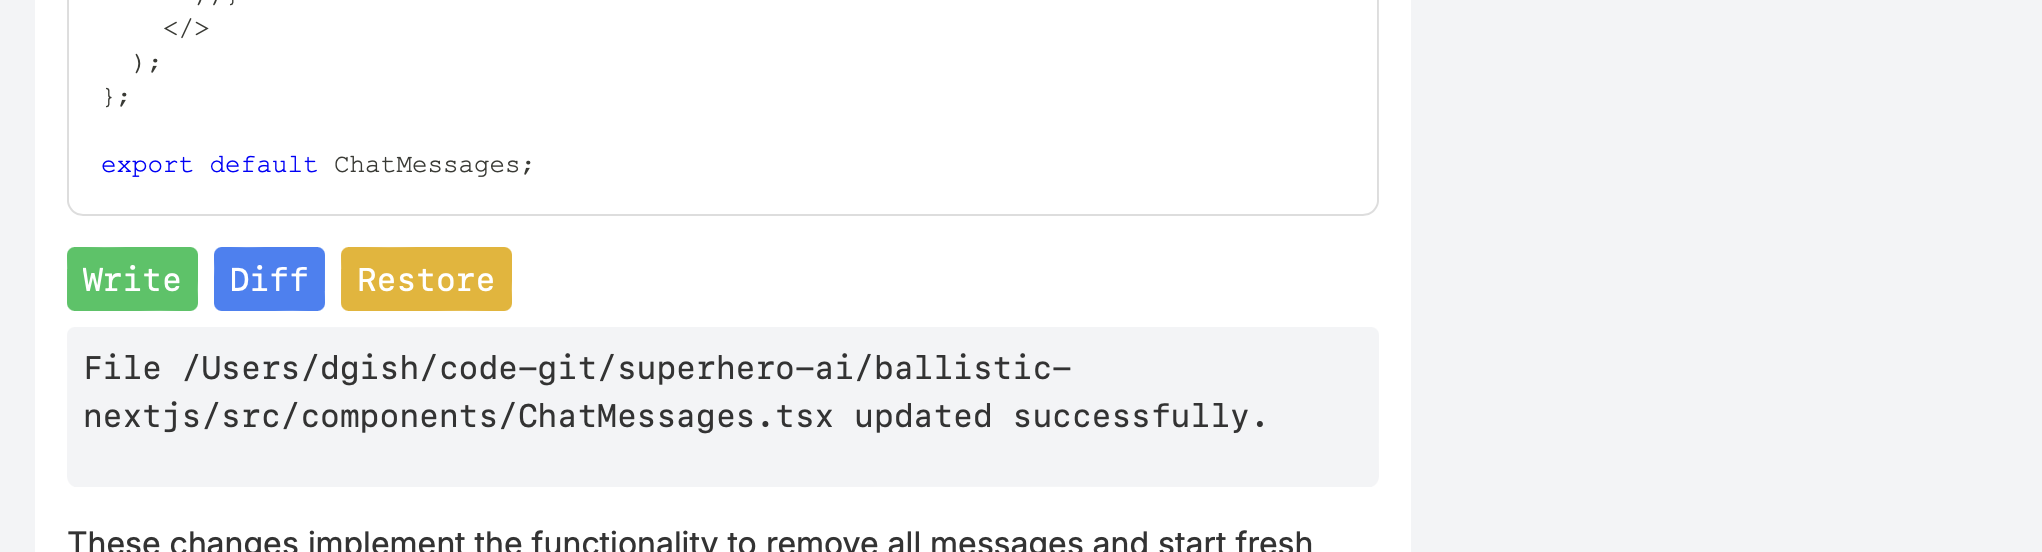 </>
);
};
export default ChatMessages;
Write Diff Restore
File /Users/dgish/code-git/superhero-ai/ballistic-
nextjs/src/components/ChatMessages.tsx updated successfully.
These changes implement the functionality to remove all messages and start fresh